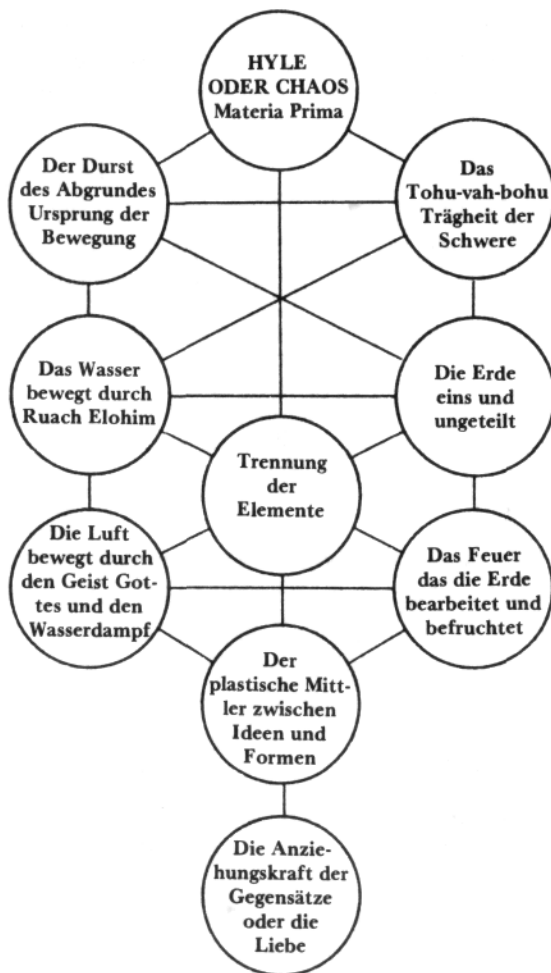 HYLE
ODER CHAOS
Materia Prima
Der Durst
des Abgrundes
Ursprung der
Bewegung
Das
Tohu-vah-bohu
Trägheit der
Schwere
Das Wasser
bewegt durch
Ruach Elohim
Die Erde
eins und
ungeteilt
Trennung
der
Elemente
Die Luft
bewegt durch
den Geist Got-
tes und den
Wasserdampf
Das Feuer
das die Erde
bearbeitet und
befruchtet
Der
plastische Mitt-
ler zwischen
Ideen und
Formen
Die Anzie-
hungskraft der
Gegensätze
oder die
Liebe